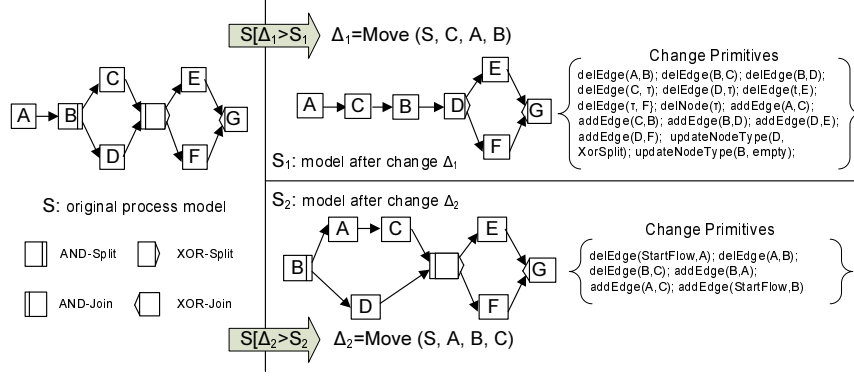 S[Δ1>S1
Δ1=Move (S, C, A, B)
A
B
C
D
E
F
G
S: original process model
AND-Split
XOR-Split
AND-Join
XOR-Join
A
C
B
D
E
F
G
S1: model after change Δ1
Change Primitives
delEdge(A,B); delEdge(B,C); delEdge(B,D);
delEdge(C, τ); delEdge(D,τ); delEdge(t,E);
delEdge(τ, F); delNode(τ); addEdge(A,C);
addEdge(C,B); addEdge(B,D); addEdge(D,E);
addEdge(D,F); updateNodeType(D,
XorSplit); updateNodeType(B, empty);
S2: model after change Δ2
B
A
C
D
E
F
G
Change Primitives
delEdge(StartFlow,A); delEdge(A,B);
delEdge(B,C); addEdge(B,A);
addEdge(A,C); addEdge(StartFlow,B)
S[Δ2>S2
Δ2=Move (S, A, B, C)